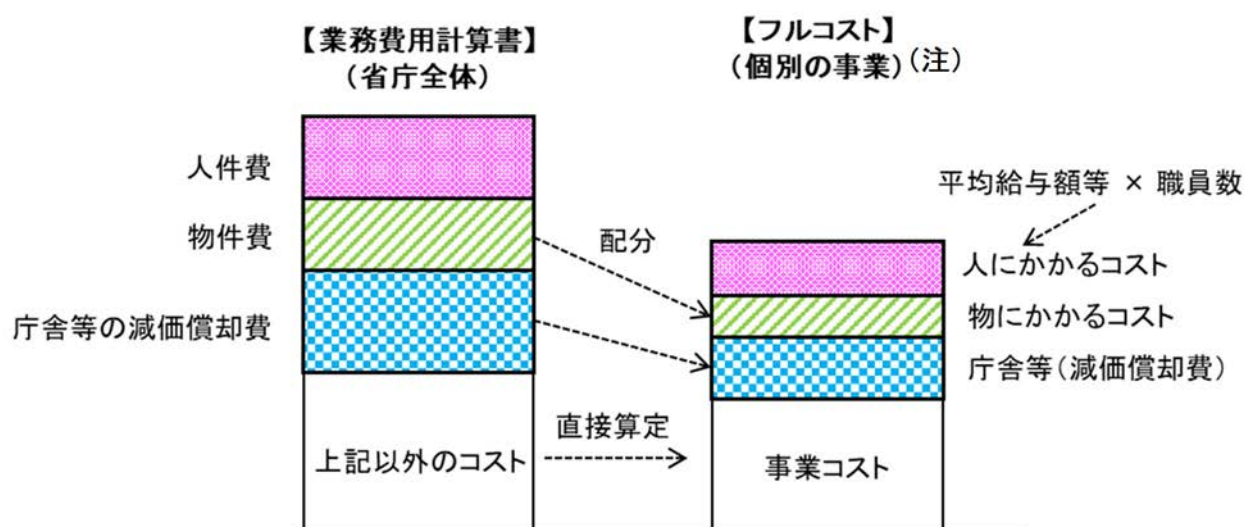 【業務費用計算書】
（省庁全体）
【フルコスト】
（個別の事業）（注）
人件費
物件費
庁舎等の減価償却費
上記以外のコスト
配分
直接算定
平均給与額等 × 職員数
人にかかるコスト
物にかかるコスト
庁舎等（減価償却費）
事業コスト